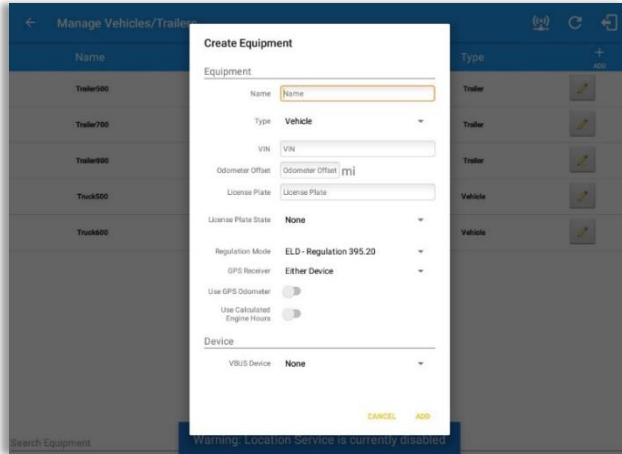 Manage Vehicles/Trailers
Create Equipment
Name
Type
ADD
Equipment
Trailer500
Trailer
Name Name
Trailer700
Type Vehicle
Trailer
VIN VIN
Trailer800
Trailer
Odometer Offset Odometer Offset mi
License Plate License Plate
Truck500
Vehicle
License Plate State None
Truck600
Vehicle
Regulation Mode ELD - Regulation 395.20
GPS Receiver Either Device
Use GPS Odometer
Use Calculated
Engine Hours
Device
VBUS Device None
CANCEL ADD
Search Equipment
Warning: Location Service is currently disabled